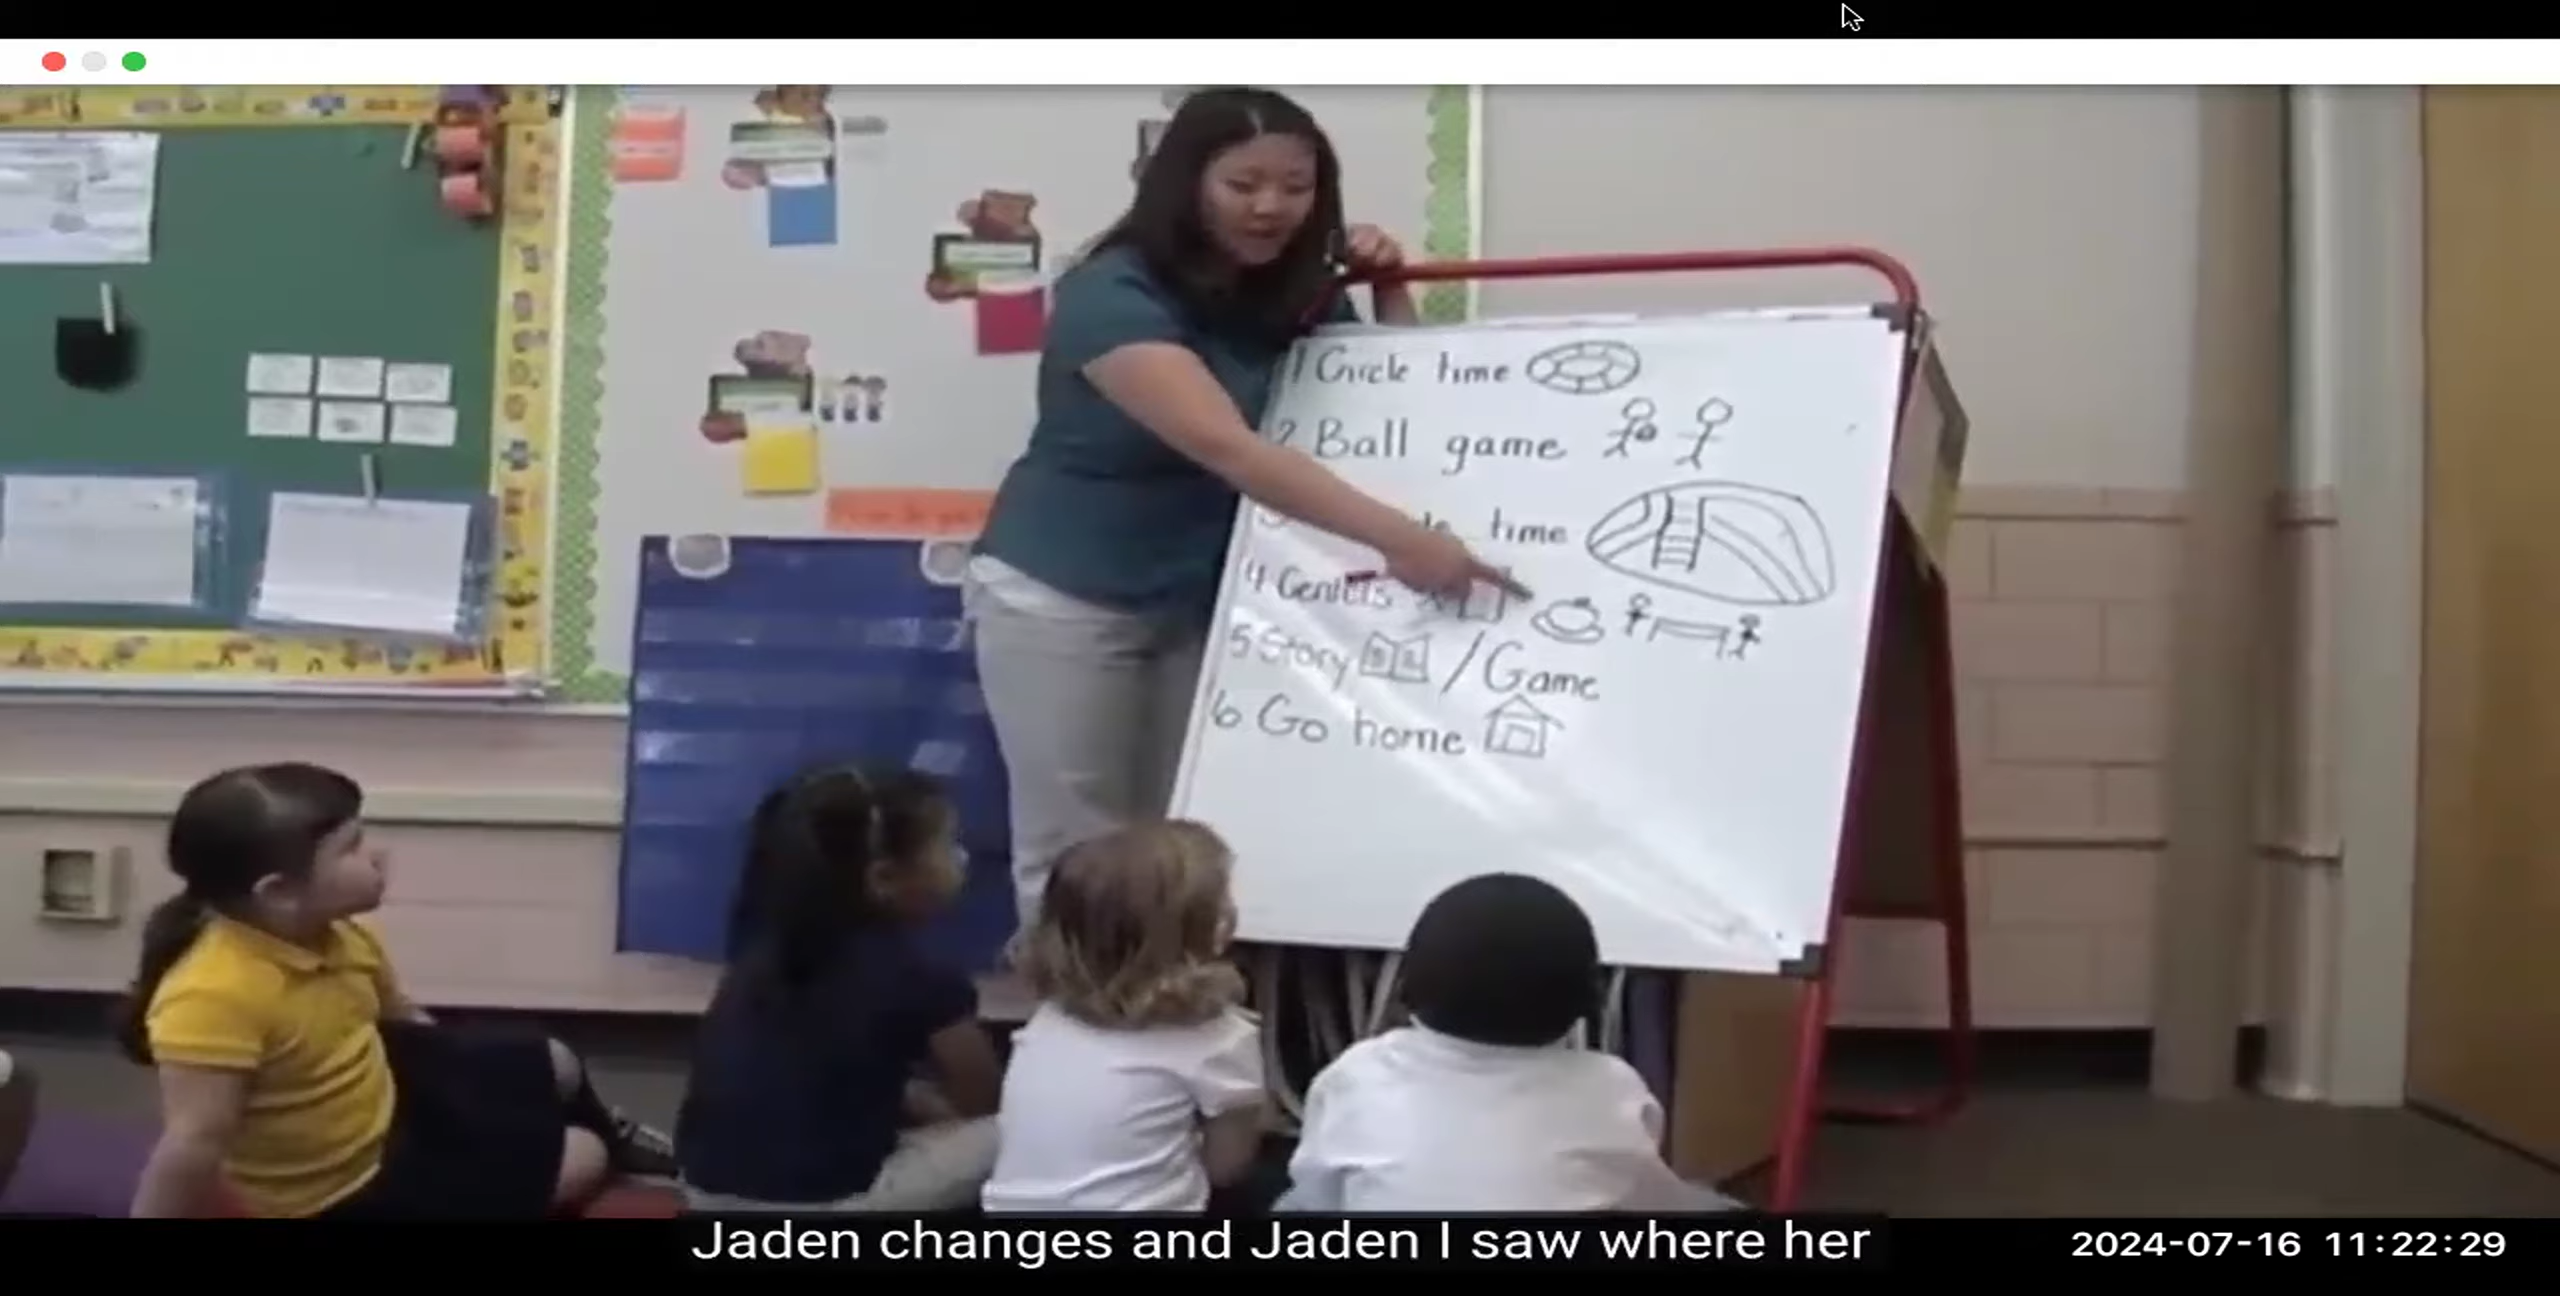 1 Circle time
2 Ball game
time
4 Centers
5 Story / Game
6 Go home
Jaden changes and Jaden I saw where her
2024-07-16 11:22:29